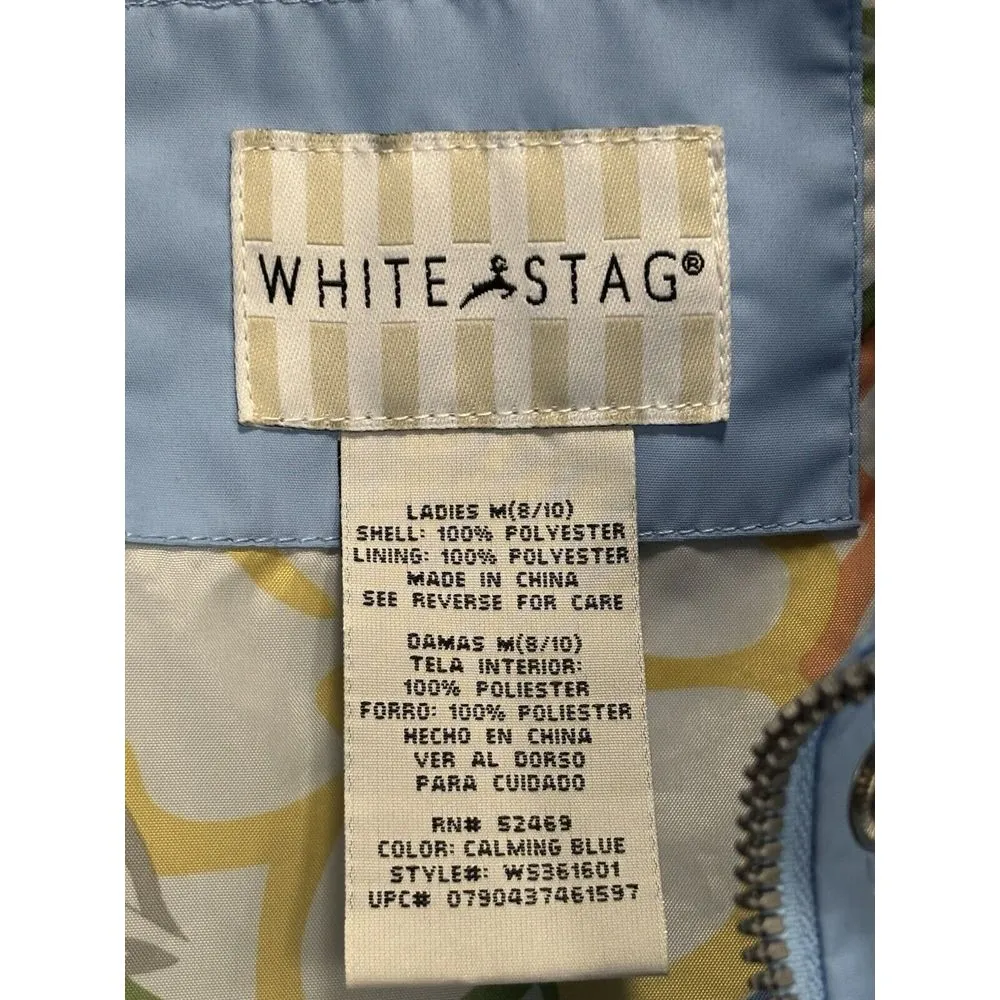 WHITE STAG®
LADIES M(8/10)
SHELL: 100% POLYESTER
LINING: 100% POLYESTER
MADE IN CHINA
SEE REVERSE FOR CARE
DAMAS M(8/10)
TELA INTERIOR:
100% POLIESTER
FORRO: 100% POLIESTER
HECHO EN CHINA
VER AL DORSO
PARA CUIDADO
RN# 52469
COLOR: CALMING BLUE
STYLE#: WS361601
UPC# 0790437461597